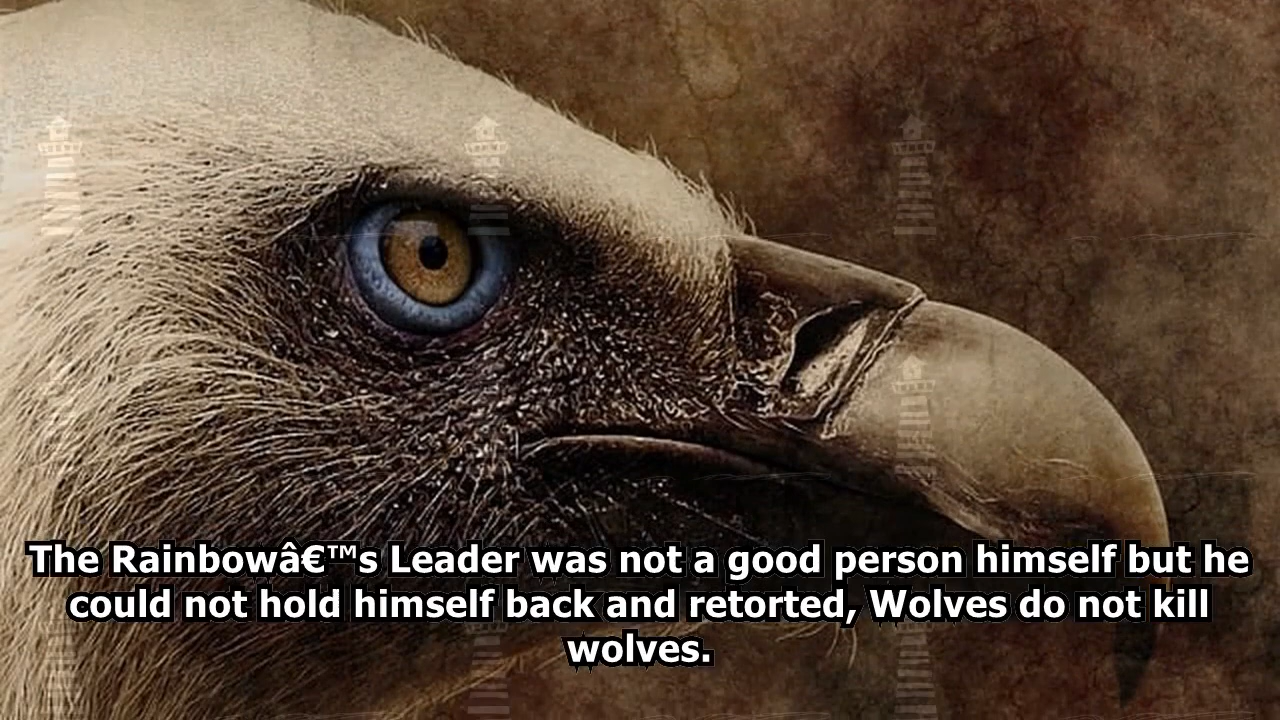 The Rainbowâ€™s Leader was not a good person himself but he
could not hold himself back and retorted, Wolves do not kill
wolves.